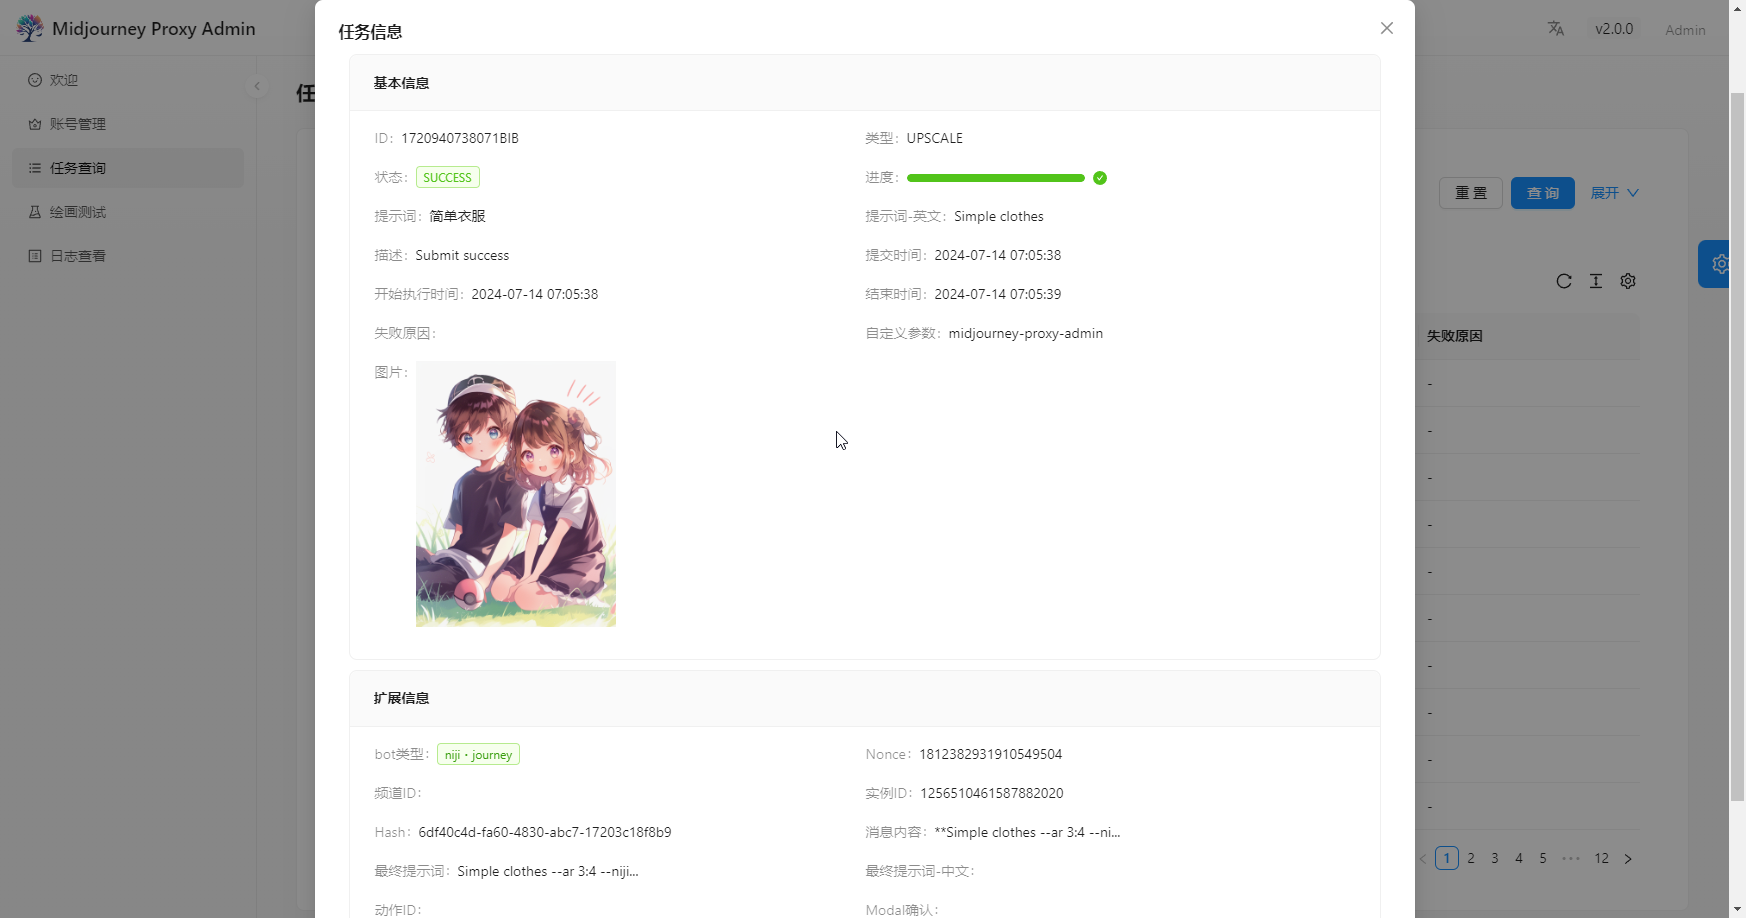 Midjourney Proxy Admin
v2.0.0
Admin
欢迎
账号管理
任务查询
绘画测试
日志查看
任
任务信息
基本信息
ID: 1720940738071BIB
类型: UPSCALE
状态: SUCCESS
进度:
提示词: 简单衣服
提示词-英文: Simple clothes
描述: Submit success
提交时间: 2024-07-14 07:05:38
开始执行时间: 2024-07-14 07:05:38
结束时间: 2024-07-14 07:05:39
失败原因:
自定义参数: midjourney-proxy-admin
图片:
扩展信息
bot类型: niji・journey
Nonce: 1812382931910549504
频道ID:
实例ID: 1256510461587882020
Hash: 6df40c4d-fa60-4830-abc7-17203c18f8b9
消息内容: **Simple clothes --ar 3:4 --ni...
最终提示词: Simple clothes --ar 3:4 --niji...
最终提示词-中文:
动作ID:
Modal确认:
重 置
查 询
展开
失败原因
-
-
-
-
-
-
-
-
-
-
1 2 3 4 5 ••• 12